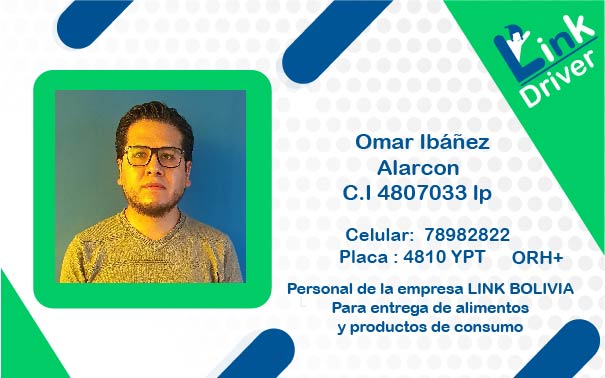 Link
Driver
Omar Ibáñez
Alarcon
C.I 4807033 lp
Celular: 78982822
Placa : 4810 YPT ORH+
Personal de la empresa LINK BOLIVIA
Para entrega de alimentos
y productos de consumo